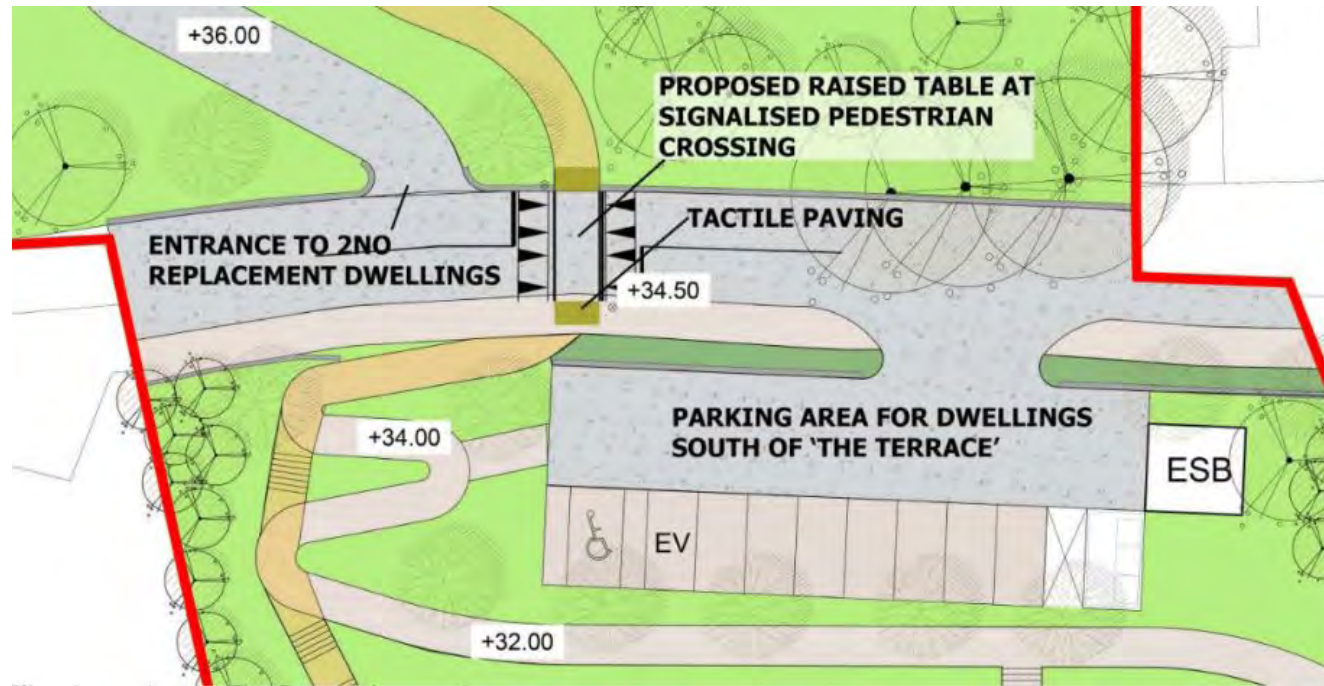 +36.00
PROPOSED RAISED TABLE AT
SIGNALISED PEDESTRIAN
CROSSING
TACTILE PAVING
ENTRANCE TO 2NO
REPLACEMENT DWELLINGS
+34.50
PARKING AREA FOR DWELLINGS
SOUTH OF ‘THE TERRACE’
+34.00
ESB
EV
+32.00